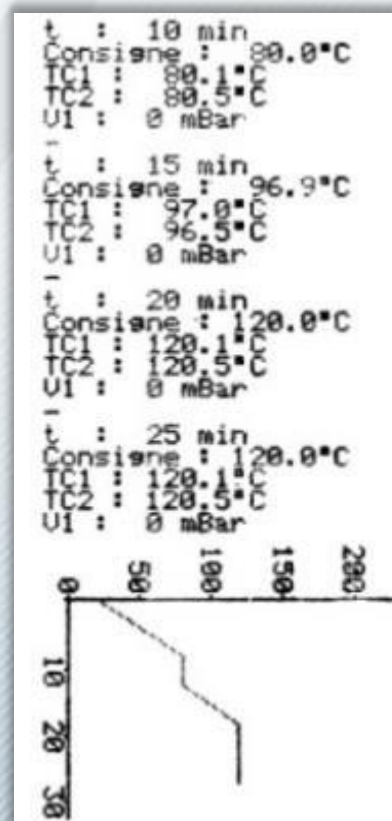 t : 10 min
Consigne : 80.0°C
TC1 : 80.1°C
TC2 : 80.5°C
V1 : 0 mBar
-
t : 15 min
Consigne : 96.9°C
TC1 : 97.0°C
TC2 : 96.5°C
V1 : 0 mBar
-
t : 20 min
Consigne : 120.0°C
TC1 : 120.1°C
TC2 : 120.5°C
V1 : 0 mBar
-
t : 25 min
Consigne : 120.0°C
TC1 : 120.1°C
TC2 : 120.5°C
V1 : 0 mBar
0 50 100 150 200
10
20
30